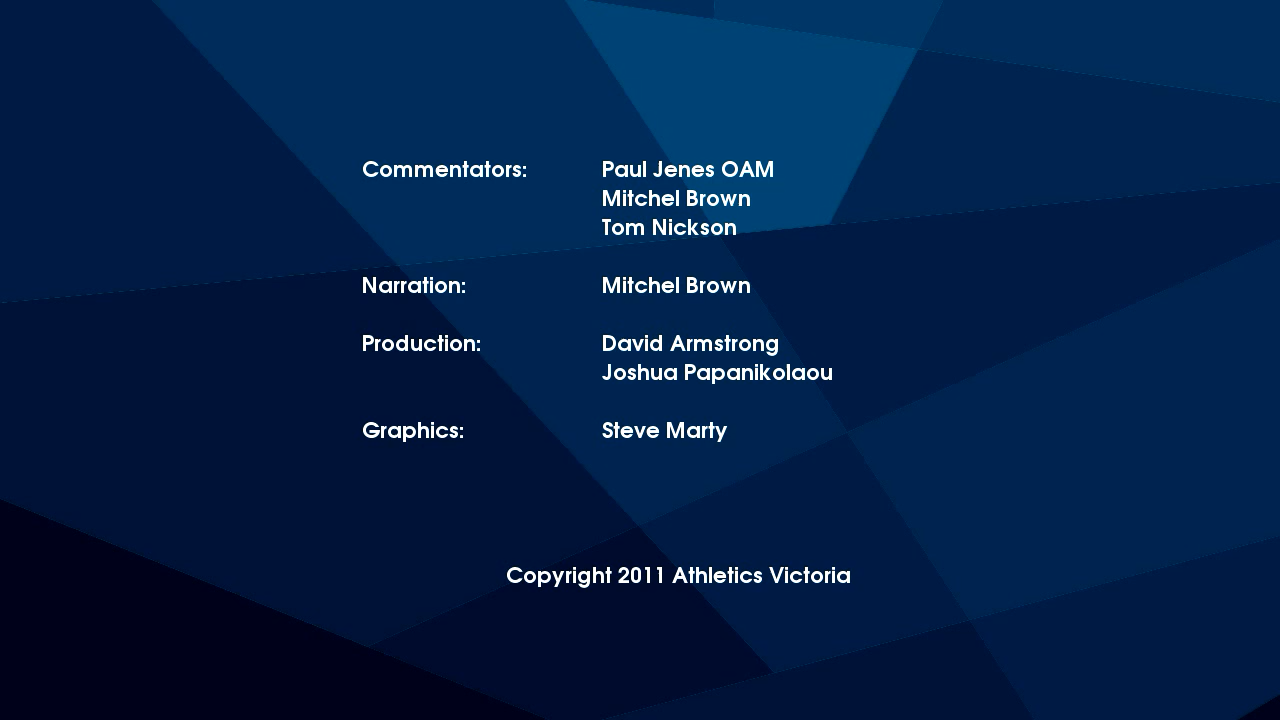 Commentators: Paul Jenes OAM
Mitchel Brown
Tom Nickson
Narration: Mitchel Brown
Production: David Armstrong
Joshua Papanikolaou
Graphics: Steve Marty
Copyright 2011 Athletics Victoria